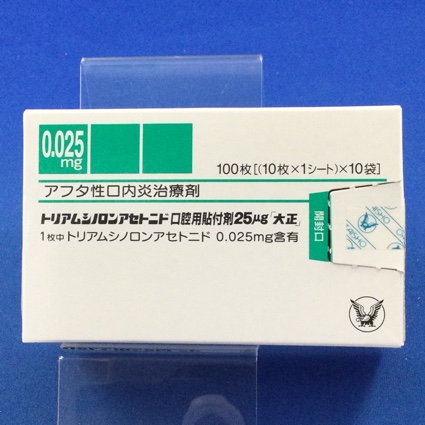 0.025
mg
100枚[(10枚×1シート)×10袋]
アフタ性口内炎治療剤
トリアムシノロンアセトニド口腔用貼付剤25μg「大正」
1枚中トリアムシノロンアセトニド 0.025mg含有
開封口